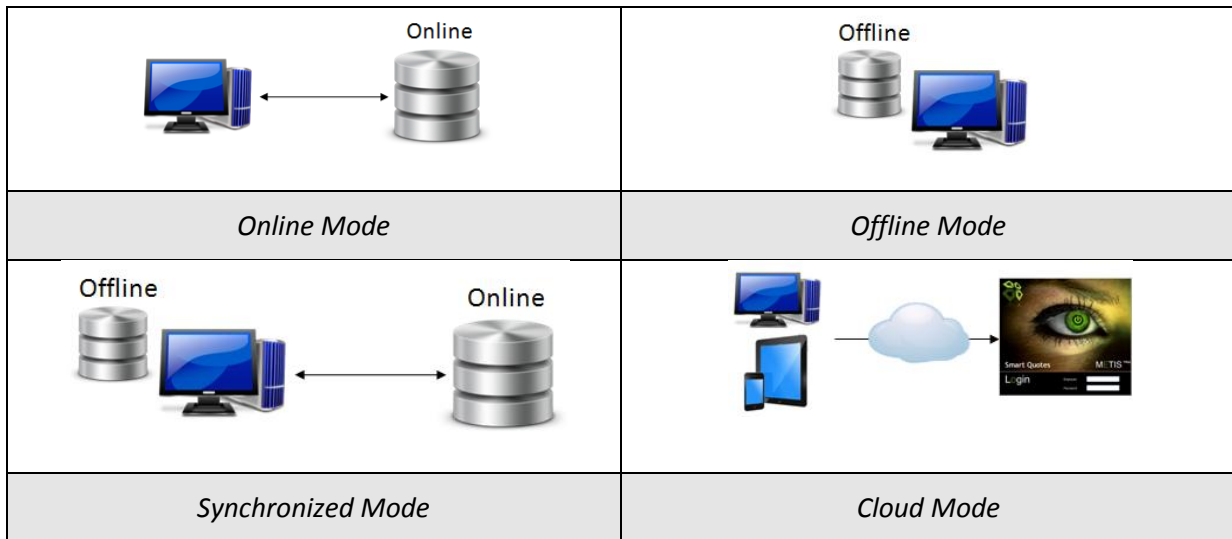 Online
Offline
Online Mode
Offline Mode
Offline
Online
Smart Quotes
METIS
Login
Synchronized Mode
Cloud Mode